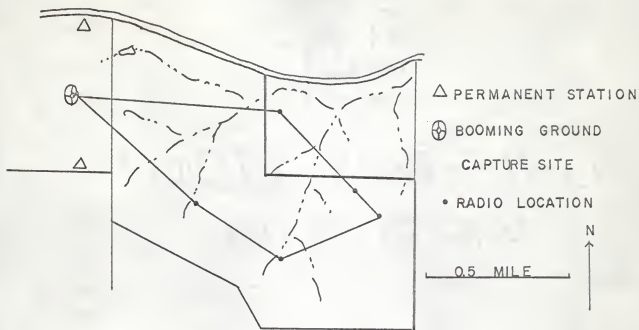 PERMANENT STATION
BOOMING GROUND
CAPTURE SITE
RADIO LOCATION
N
0.5 MILE